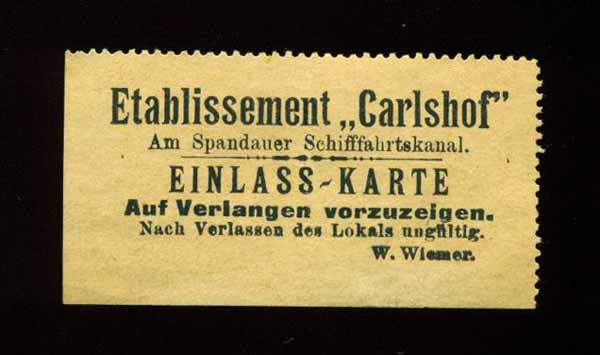 Etablissement „Carlshof”
Am Spandauer Schifffahrtskanal.
EINLASS-KARTE
Auf Verlangen vorzuzeigen.
Nach Verlassen des Lokals ungültig.
W. Wiemer.